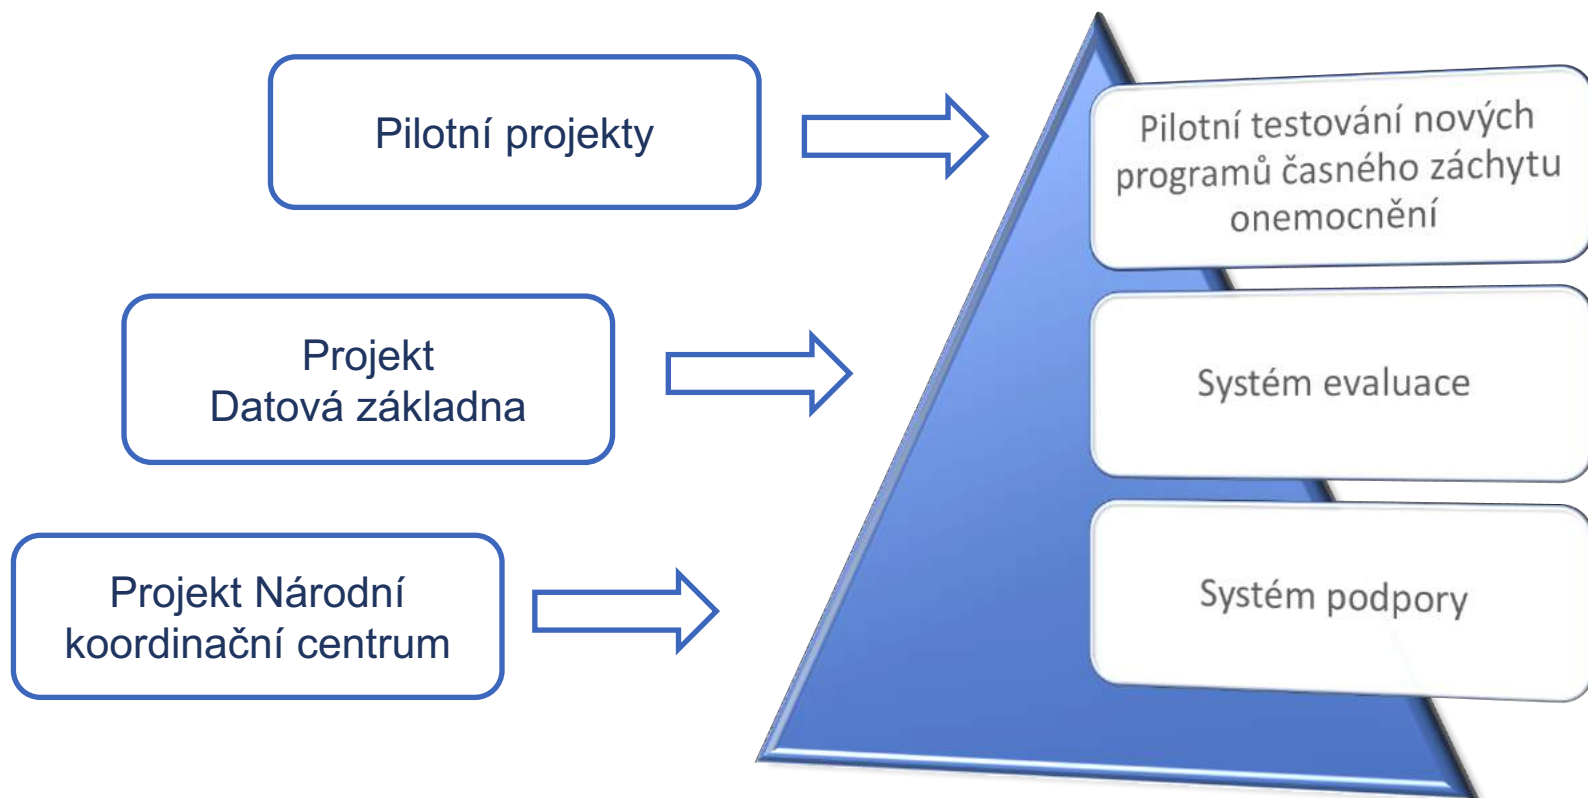 Pilotní projekty
Pilotní testování nových
programů časného záchytu
onemocnění
Projekt
Datová základna
Systém evaluace
Projekt Národní
koordinační centrum
Systém podpory